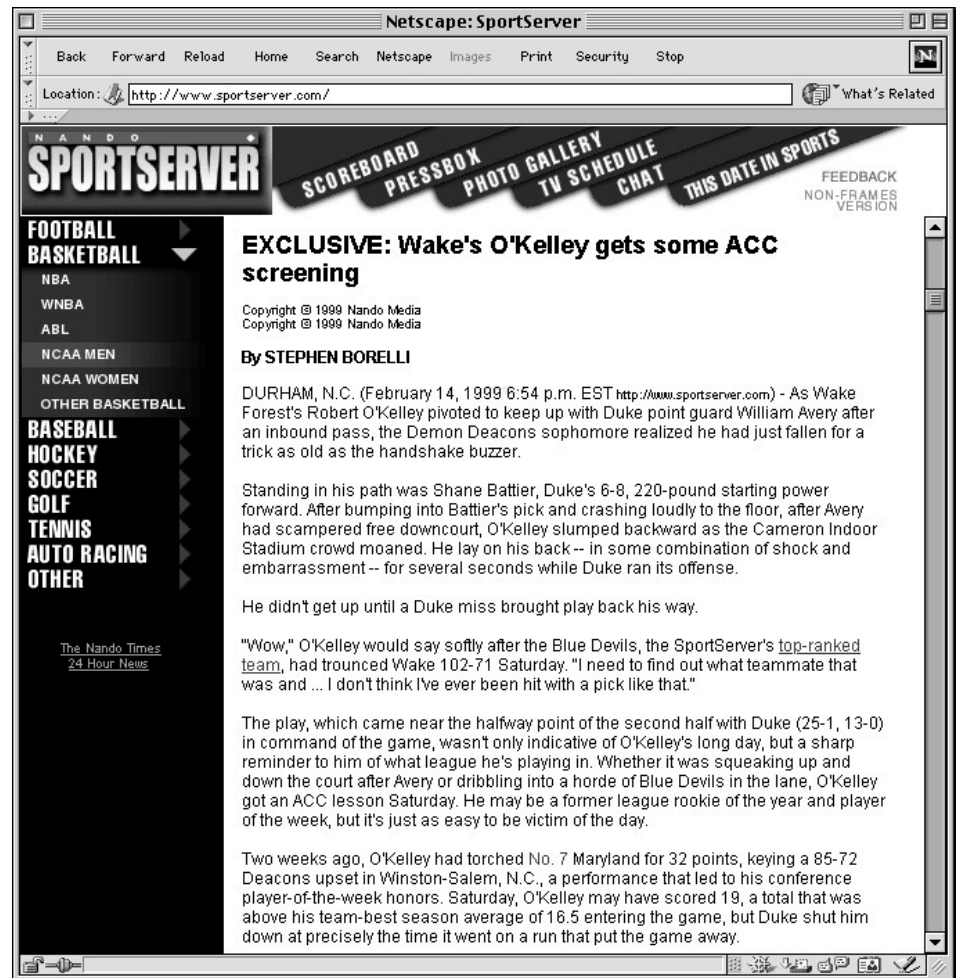 Netscape: SportServer
Back Forward Reload Home Search Netscape Images Print Security Stop
N
Location: http://www.sportserver.com/ What's Related
NANDO
SPORTSERVER
SCOREBOARD
PRESSBOX
PHOTO GALLERY
TV SCHEDULE
CHAT
THIS DATE IN SPORTS
FEEDBACK
NON-FRAMES
VERSION
FOOTBALL
BASKETBALL
NBA
WNBA
ABL
NCAA MEN
NCAA WOMEN
OTHER BASKETBALL
BASEBALL
HOCKEY
SOCCER
GOLF
TENNIS
AUTO RACING
OTHER
The Nando Times
24 Hour News
EXCLUSIVE: Wake's O'Kelley gets some ACC
screening
Copyright © 1999 Nando Media
Copyright © 1999 Nando Media
By STEPHEN BORELLI
DURHAM, N.C. (February 14, 1999 6:54 p.m. EST http://www.sportserver.com) - As Wake
Forest's Robert O'Kelley pivoted to keep up with Duke point guard William Avery after
an inbound pass, the Demon Deacons sophomore realized he had just fallen for a
trick as old as the handshake buzzer.
Standing in his path was Shane Battier, Duke's 6-8, 220-pound starting power
forward. After bumping into Battier's pick and crashing loudly to the floor, after Avery
had scampered free downcourt, O'Kelley slumped backward as the Cameron Indoor
Stadium crowd moaned. He lay on his back -- in some combination of shock and
embarrassment -- for several seconds while Duke ran its offense.
He didn't get up until a Duke miss brought play back his way.
"Wow," O'Kelley would say softly after the Blue Devils, the SportServer's top-ranked
team, had trounced Wake 102-71 Saturday. "I need to find out what teammate that
was and ... I don't think I've ever been hit with a pick like that."
The play, which came near the halfway point of the second half with Duke (25-1, 13-0)
in command of the game, wasn't only indicative of O'Kelley's long day, but a sharp
reminder to him of what league he's playing in. Whether it was squeaking up and
down the court after Avery or dribbling into a horde of Blue Devils in the lane, O'Kelley
got an ACC lesson Saturday. He may be a former league rookie of the year and player
of the week, but it's just as easy to be victim of the day.
Two weeks ago, O'Kelley had torched No. 7 Maryland for 32 points, keying a 85-72
Deacons upset in Winston-Salem, N.C., a performance that led to his conference
player-of-the-week honors. Saturday, O'Kelley may have scored 19, a total that was
above his team-best season average of 16.5 entering the game, but Duke shut him
down at precisely the time it went on a run that put the game away.